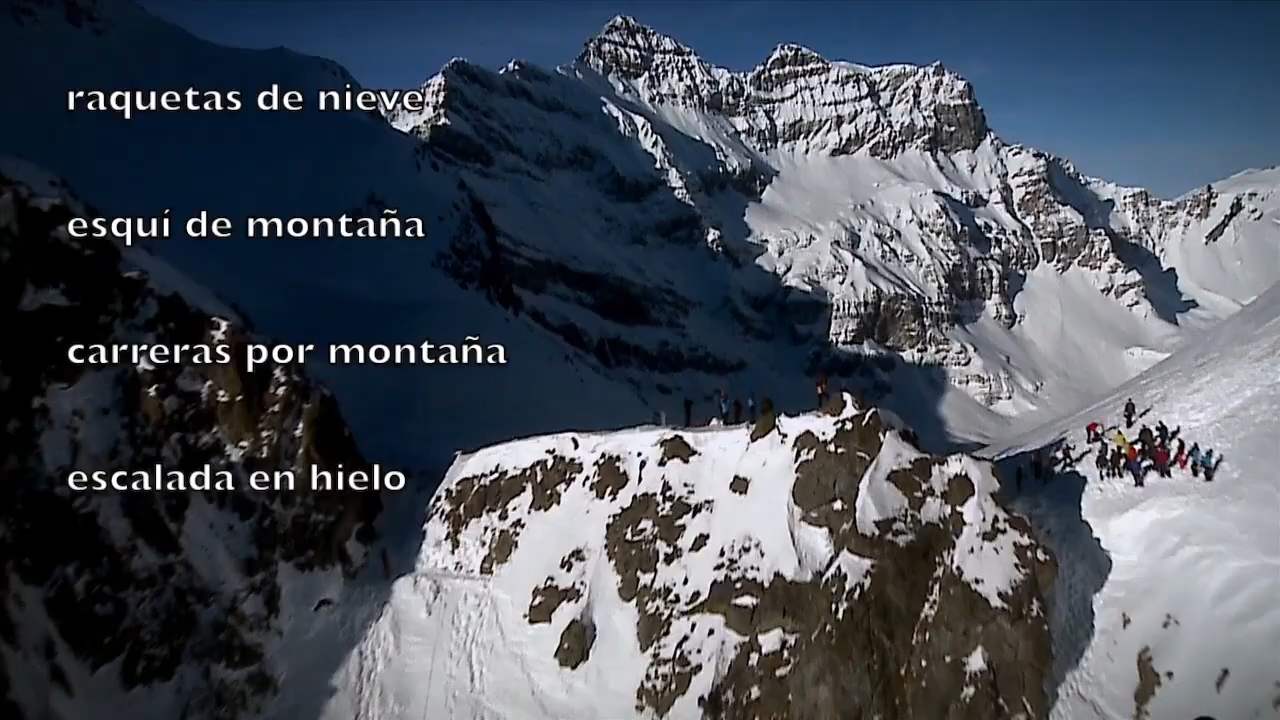 raquetas de nieve
esquí de montaña
carreras por montaña
escalada en hielo